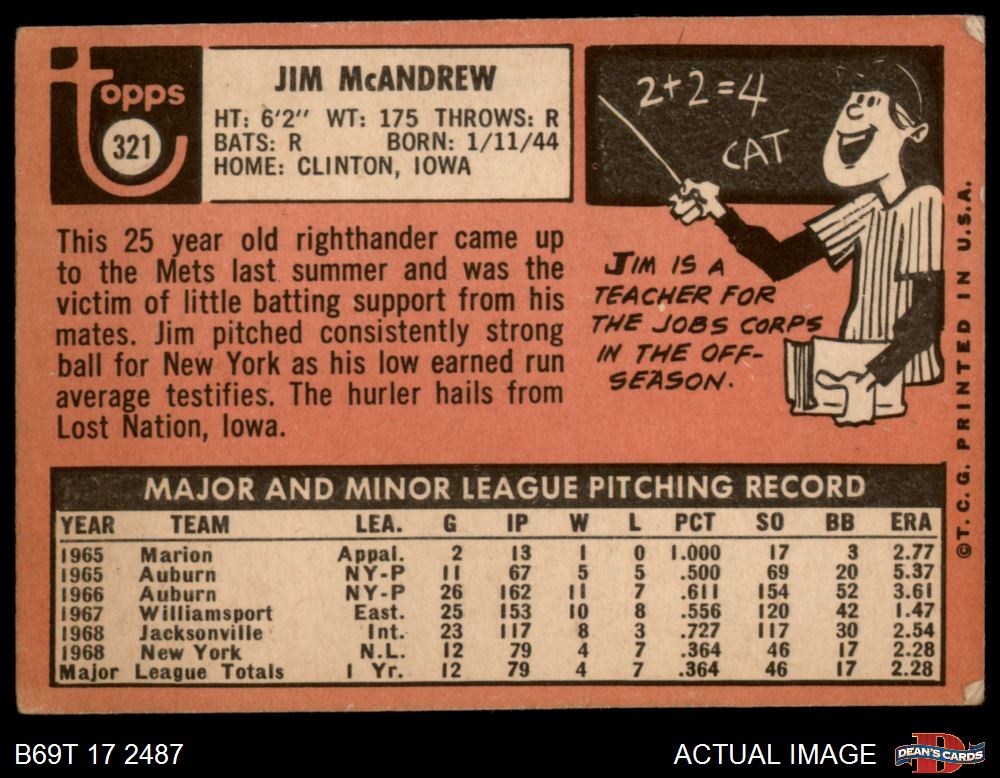 Topps
321
JIM McANDREW
HT: 6'2" WT: 175 THROWS: R
BATS: R BORN: 1/11/44
HOME: CLINTON, IOWA
2+2=4
CAT
This 25 year old righthander came up
to the Mets last summer and was the
victim of little batting support from his
mates. Jim pitched consistently strong
ball for New York as his low earned run
average testifies. The hurler hails from
Lost Nation, Iowa.
JIM IS A
TEACHER FOR
THE JOBS CORPS
IN THE OFF-
SEASON.
©T.C.G. PRINTED IN U.S.A.
MAJOR AND MINOR LEAGUE PITCHING RECORD
YEAR TEAM LEA. G IP W L PCT SO BB ERA
1965 Marion Appal. 2 13 1 0 1.000 17 3 2.77
1965 Auburn NY-P 11 67 5 5 .500 69 20 5.37
1966 Auburn NY-P 26 162 11 7 .611 154 52 3.61
1967 Williamsport East. 25 153 10 8 .556 120 42 1.47
1968 Jacksonville Int. 23 117 8 3 .727 117 30 2.54
1968 New York N.L. 12 79 4 7 .364 46 17 2.28
Major League Totals 1 Yr. 12 79 4 7 .364 46 17 2.28
B69T 17 2487
ACTUAL IMAGE
DEAN'S CARDS